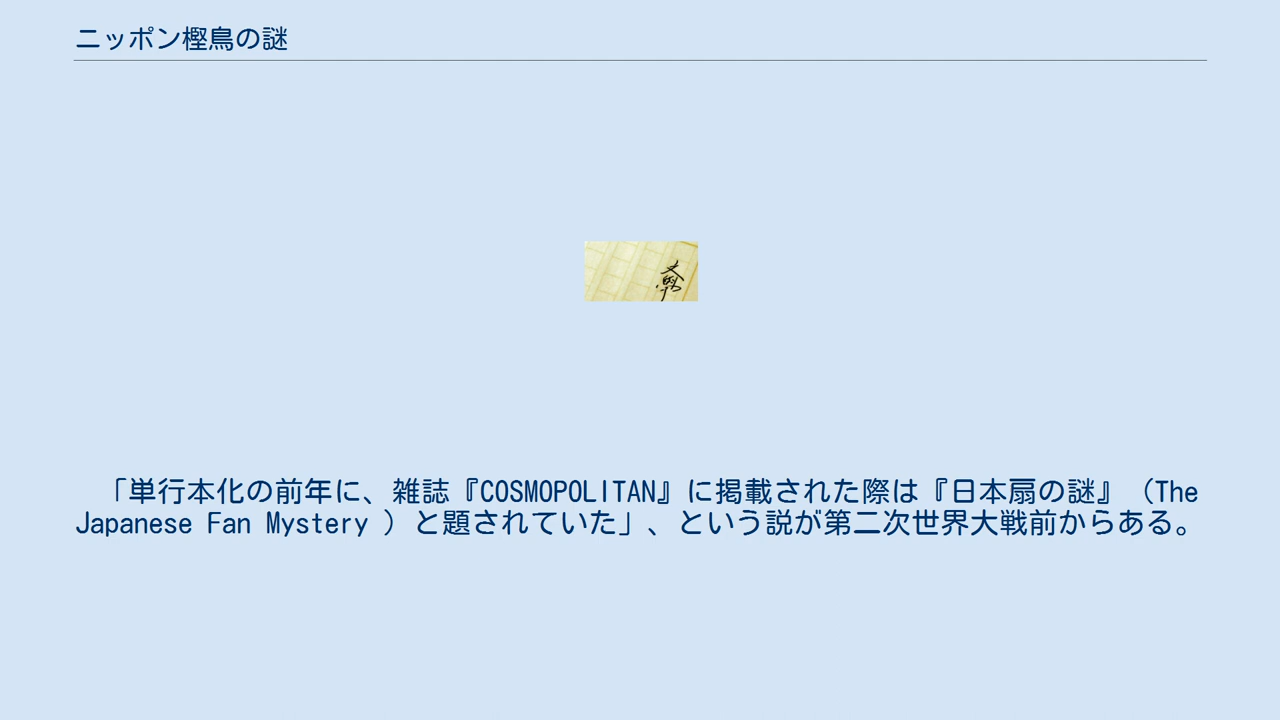 ニッポン樫鳥の謎
「単行本化の前年に、雑誌『COSMOPOLITAN』に掲載された際は『日本扇の謎』（The
Japanese Fan Mystery ）と題されていた」、という説が第二次世界大戦前からある。